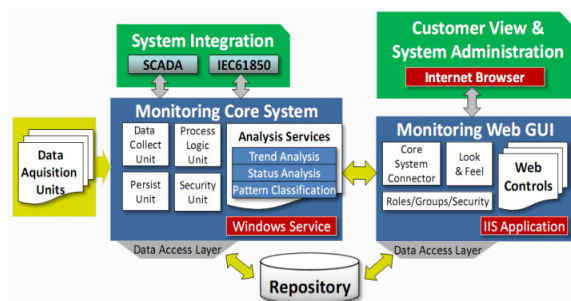 System Integration
SCADA
IEC61850
Customer View &
System Administration
Internet Browser
Data
Aquisition
Units
Monitoring Core System
Data
Collect
Unit
Process
Logic
Unit
Persist
Unit
Security
Unit
Analysis Services
Trend Analysis
Status Analysis
Pattern Classification
Windows Service
Data Access Layer
Monitoring Web GUI
Core
System
Connector
Look
& Feel
Web
Controls
Roles/Groups/Security
IIS Application
Data Access Layer
Repository